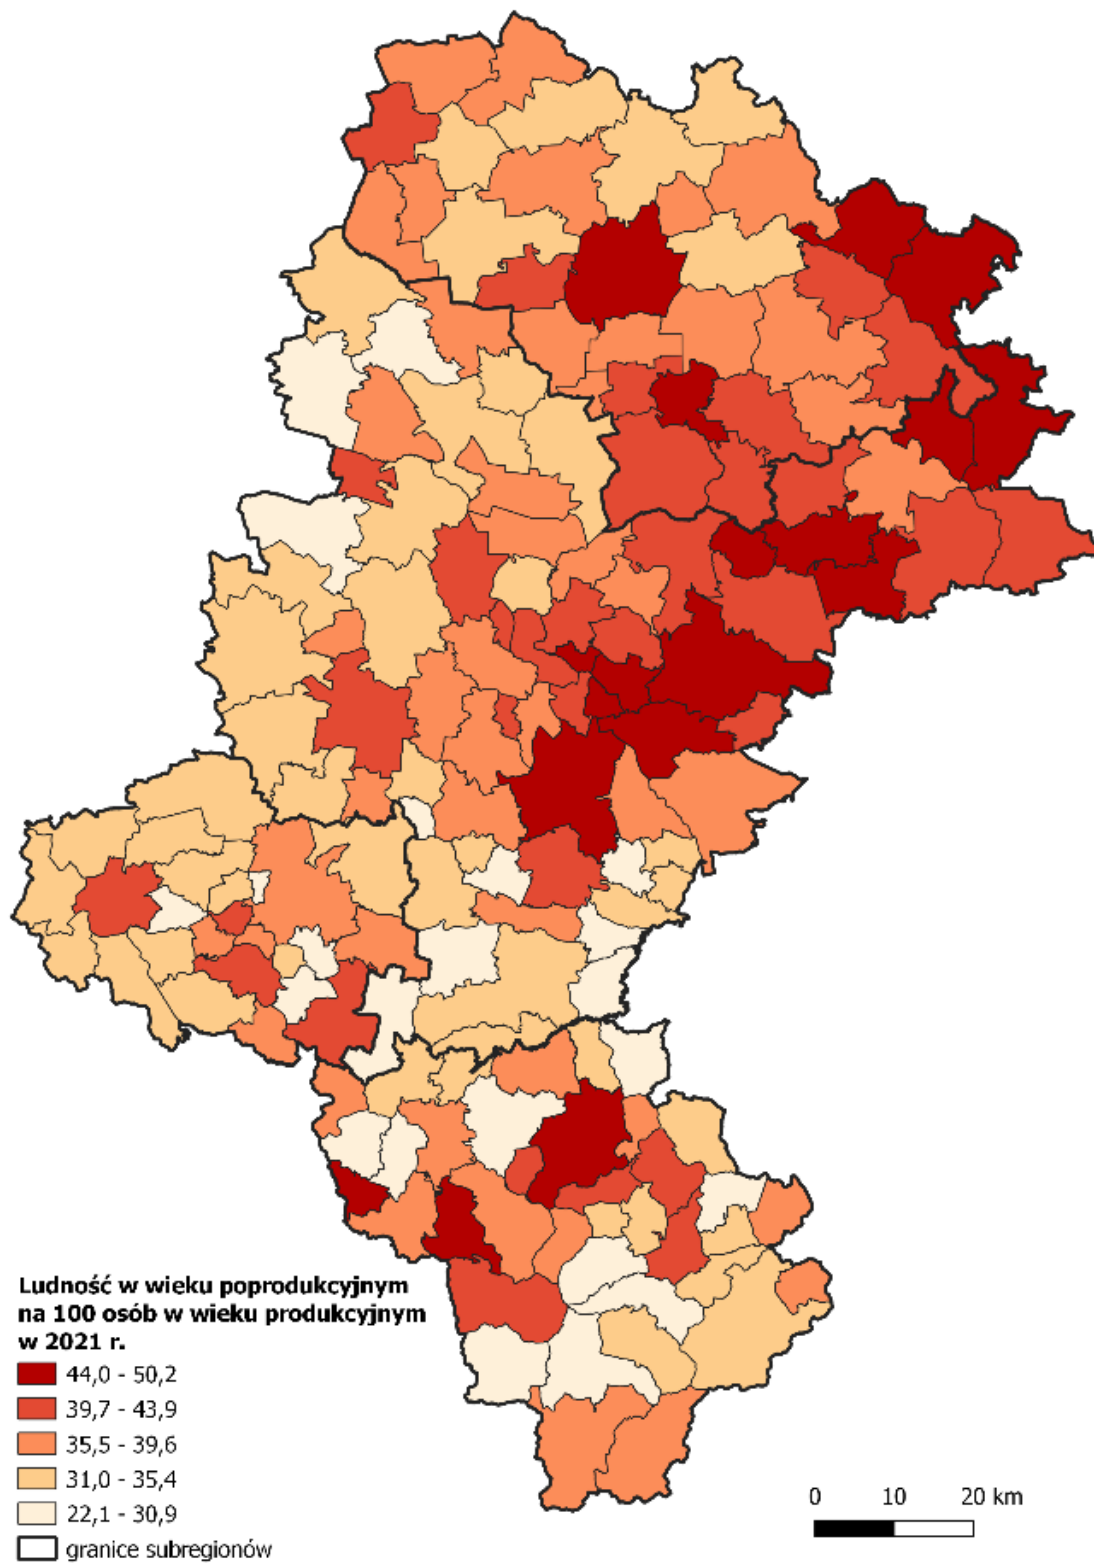 Ludność w wieku poprodukcyjnym
na 100 osób w wieku produkcyjnym
w 2021 r.
44,0 - 50,2
39,7 - 43,9
35,5 - 39,6
31,0 - 35,4
22,1 - 30,9
granice subregionów
0 10 20 km